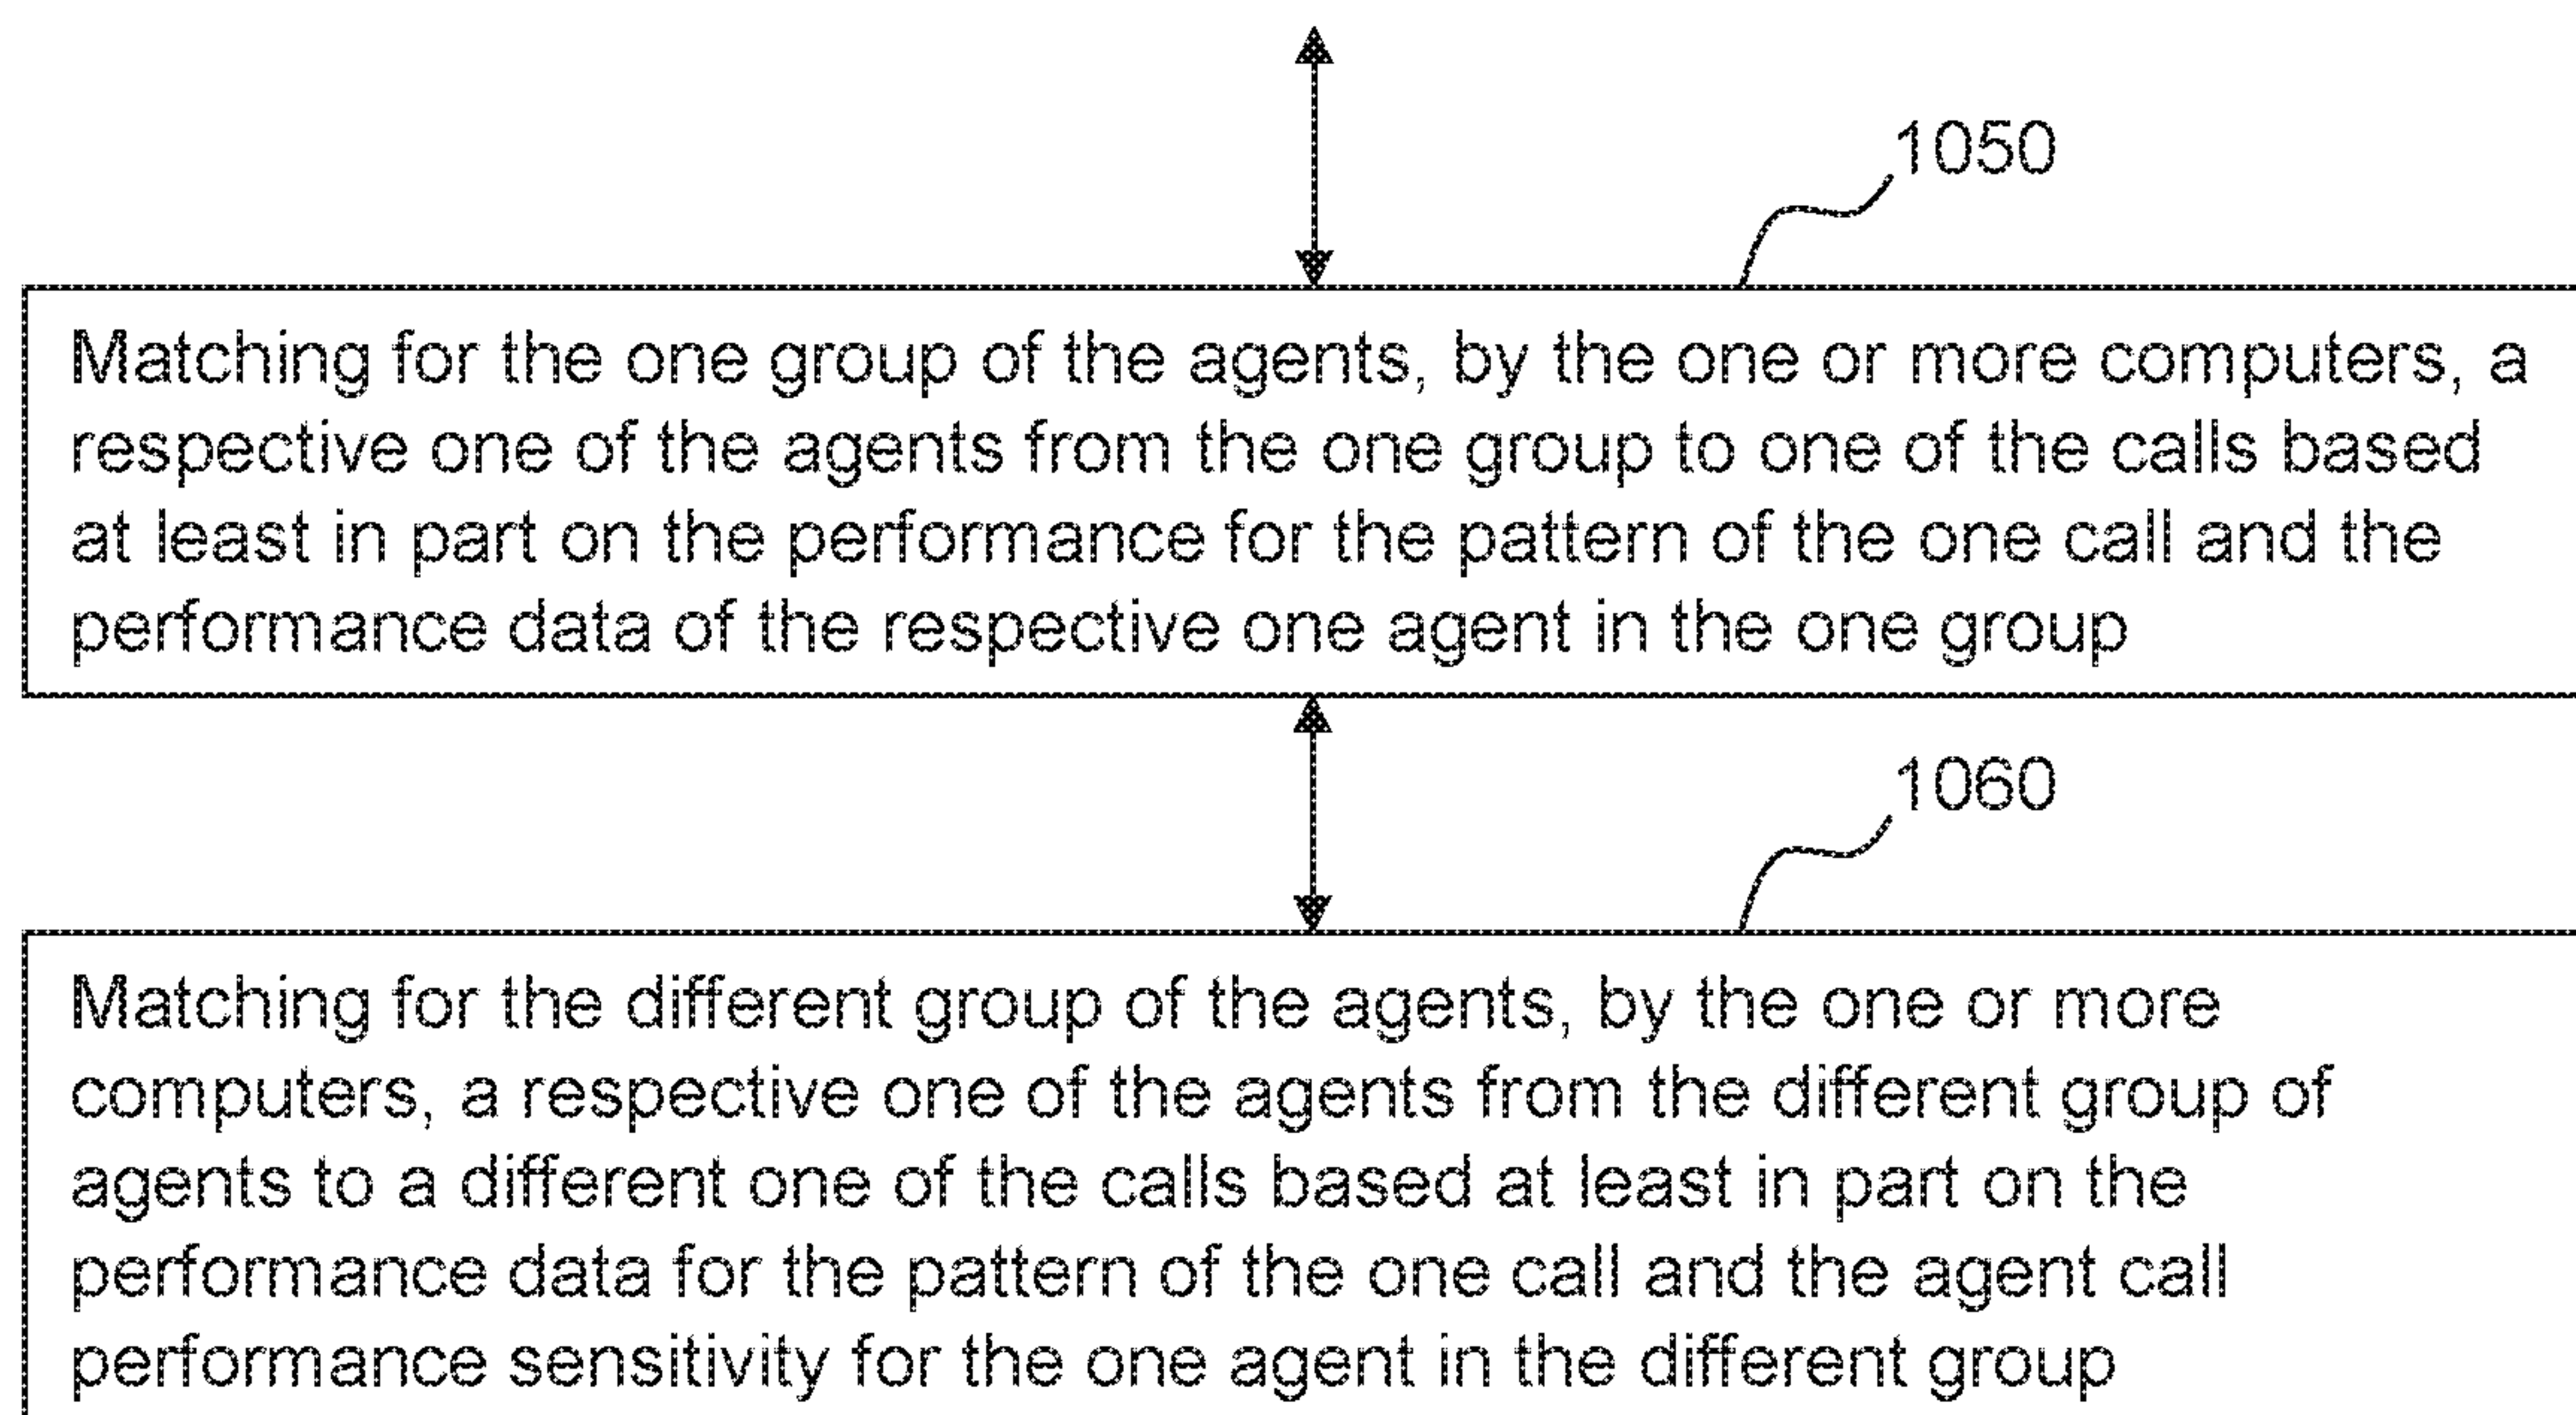 1050
Matching for the one group of the agents, by the one or more computers, a
respective one of the agents from the one group to one of the calls based
at least in part on the performance for the pattern of the one call and the
performance data of the respective one agent in the one group
1060
Matching for the different group of the agents, by the one or more
computers, a respective one of the agents from the different group of
agents to a different one of the calls based at least in part on the
performance data for the pattern of the one call and the agent call
performance sensitivity for the one agent in the different group